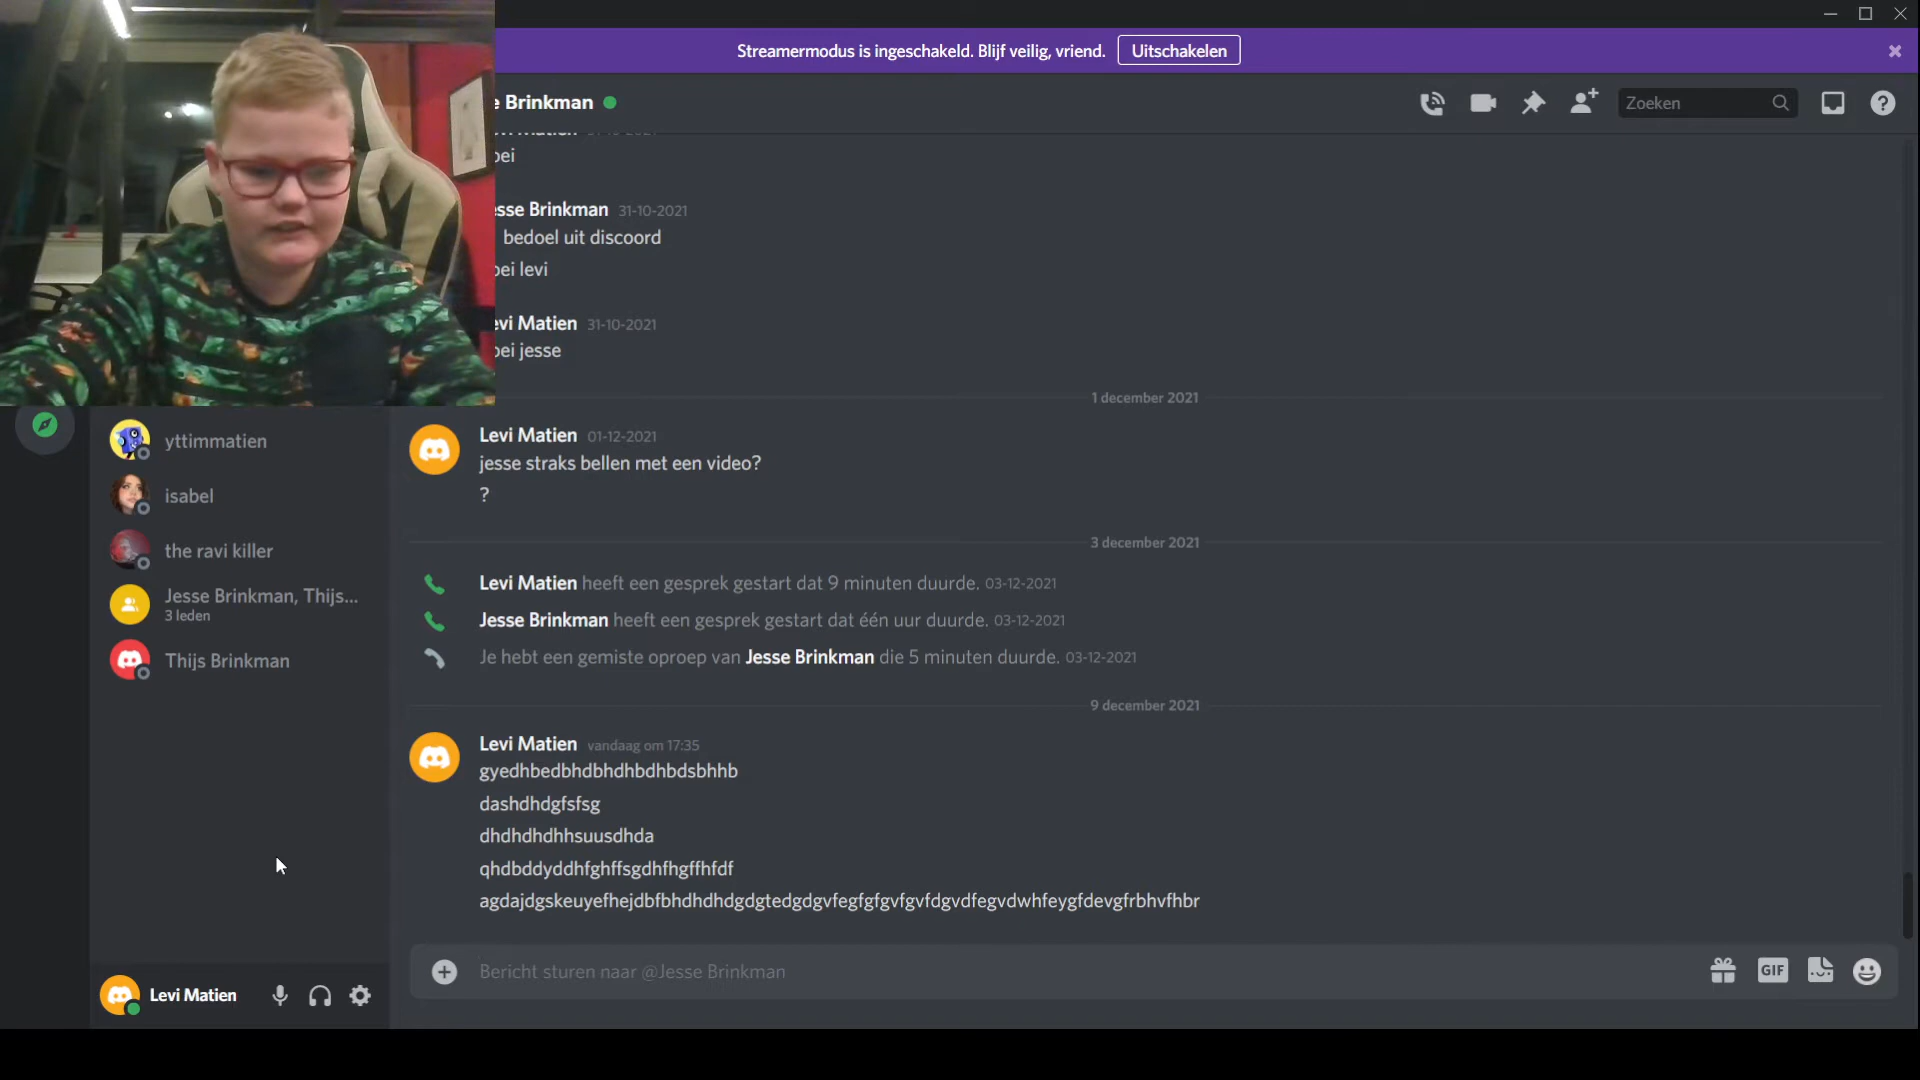 Streamermodus is ingeschakeld. Blijf veilig, vriend. Uitschakelen
Brinkman
Zoeken
Brinkman 31-10-2021
bedoel uit discoord
levi
Matien 31-10-2021
jesse
1 december 2021
Levi Matien 01-12-2021
jesse straks bellen met een video?
?
3 december 2021
Levi Matien heeft een gesprek gestart dat 9 minuten duurde. 03-12-2021
Jesse Brinkman heeft een gesprek gestart dat één uur duurde. 03-12-2021
Je hebt een gemiste oproep van Jesse Brinkman die 5 minuten duurde. 03-12-2021
9 december 2021
Levi Matien vandaag om 17:35
gyedhbedbhdbhdhbdhbdsbhhb
dashdhdgfsfsg
dhdhdhdhhsuusdhda
qhdbddyddhfghffsgdhfhgffhfdf
agdajdgskeuyefhejdbfbhdhdhdgdgtedgdgvfegfgfgvfgvfdgvdfegvdwhfeygfdevgfrbhvfhbr
Bericht sturen naar @Jesse Brinkman
GIF
yttimmatien
isabel
the ravi killer
Jesse Brinkman, Thijs...
3 leden
Thijs Brinkman
Levi Matien